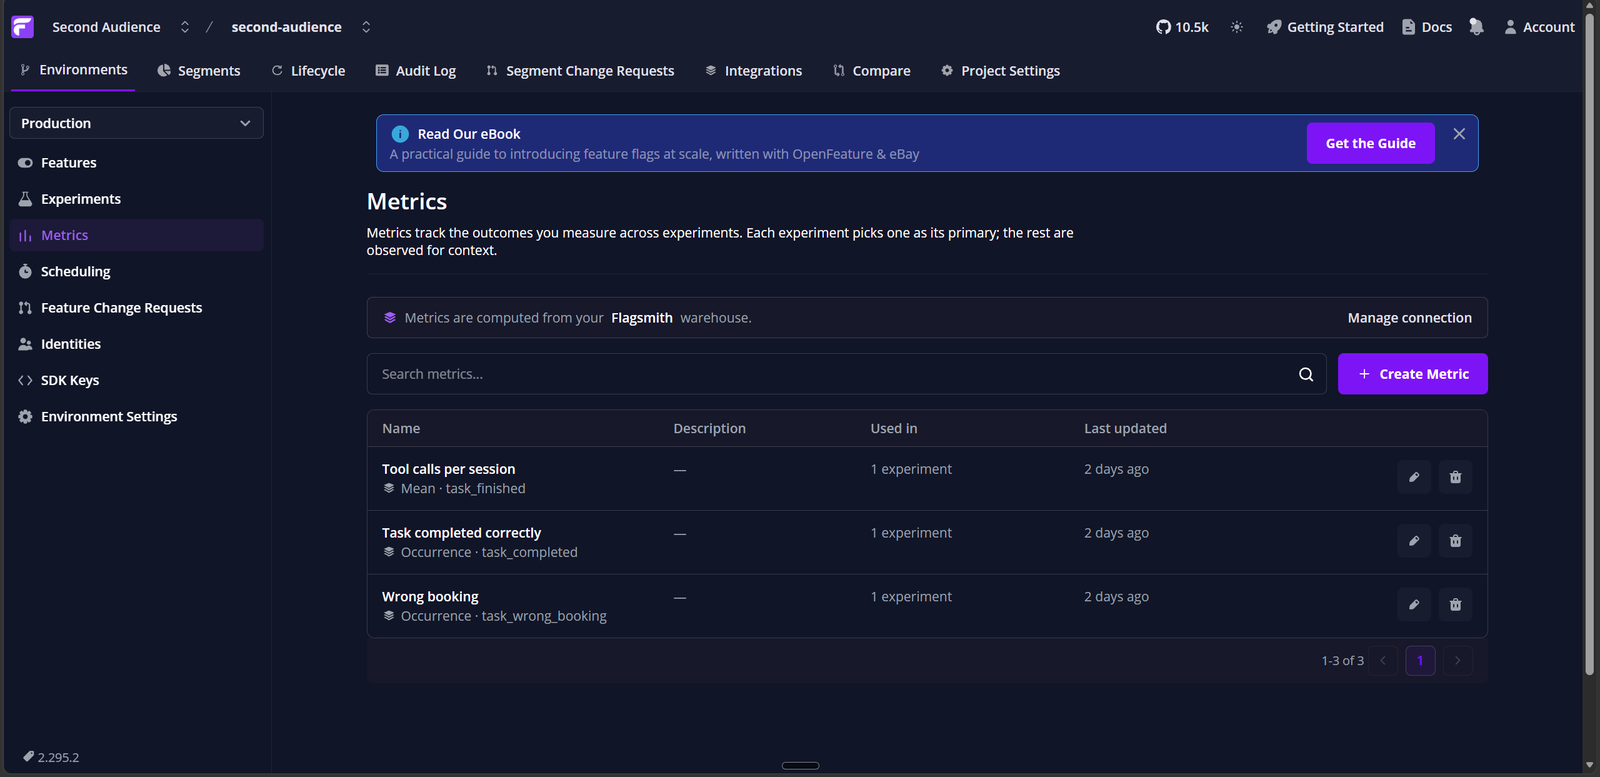 Second Audience / second-audience
10.5k
Getting Started
Docs
Account
Environments
Segments
Lifecycle
Audit Log
Segment Change Requests
Integrations
Compare
Project Settings
Production
Features
Experiments
Metrics
Scheduling
Feature Change Requests
Identities
SDK Keys
Environment Settings
2.295.2
Read Our eBook
A practical guide to introducing feature flags at scale, written with OpenFeature & eBay
Get the Guide
Metrics
Metrics track the outcomes you measure across experiments. Each experiment picks one as its primary; the rest are
observed for context.
Metrics are computed from your Flagsmith warehouse.
Manage connection
Search metrics...
+ Create Metric
Name Description Used in Last updated
Tool calls per session — 1 experiment 2 days ago
Mean · task_finished
Task completed correctly — 1 experiment 2 days ago
Occurrence · task_completed
Wrong booking — 1 experiment 2 days ago
Occurrence · task_wrong_booking
1-3 of 3 1